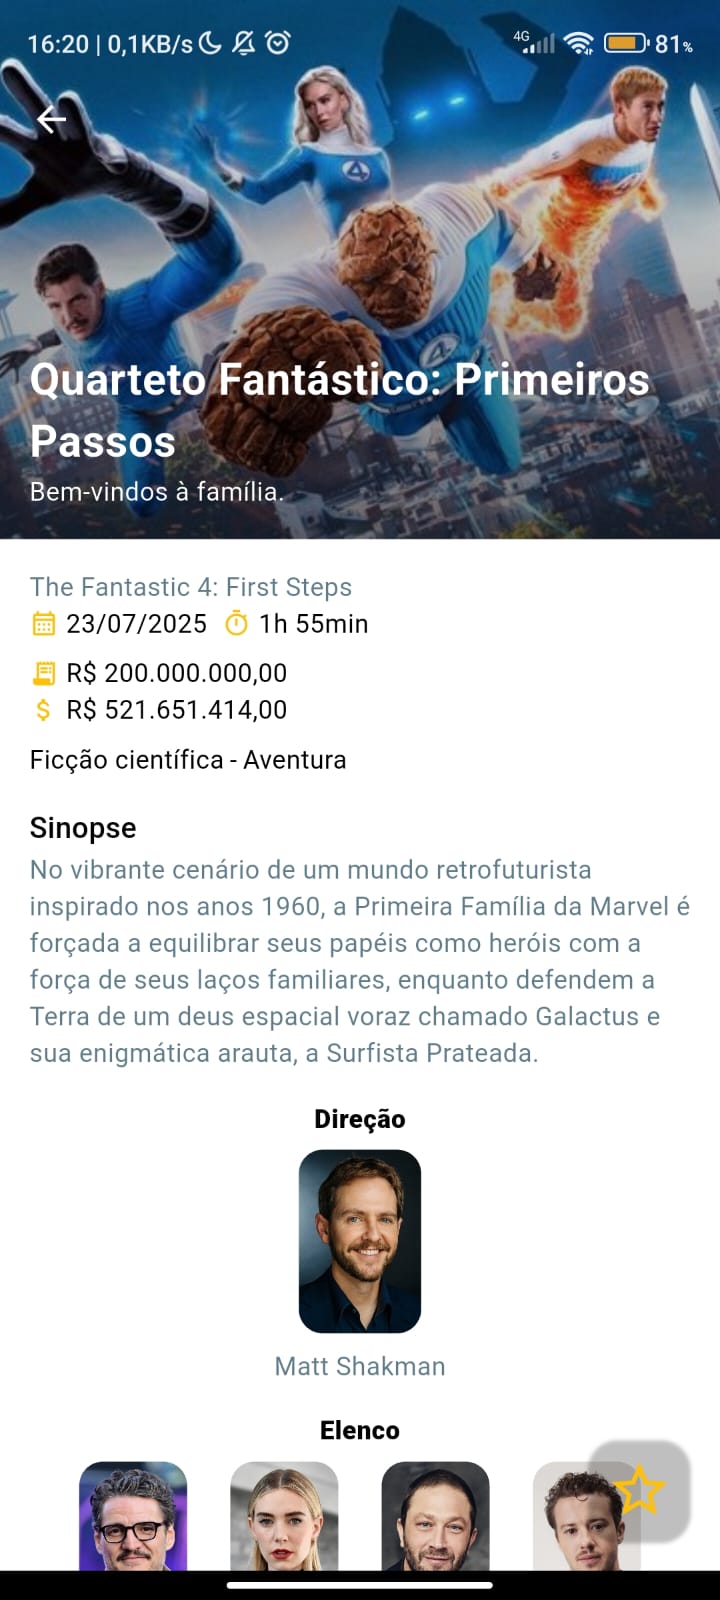 16:20 | 0,1KB/s
4G
81%
Quarteto Fantástico: Primeiros
Passos
Bem-vindos à família.
The Fantastic 4: First Steps
23/07/2025 1h 55min
R$ 200.000.000,00
$ R$ 521.651.414,00
Ficção científica - Aventura
Sinopse
No vibrante cenário de um mundo retrofuturista
inspirado nos anos 1960, a Primeira Família da Marvel é
forçada a equilibrar seus papéis como heróis com a
força de seus laços familiares, enquanto defendem a
Terra de um deus espacial voraz chamado Galactus e
sua enigmática arauta, a Surfista Prateada.
Direção
Matt Shakman
Elenco